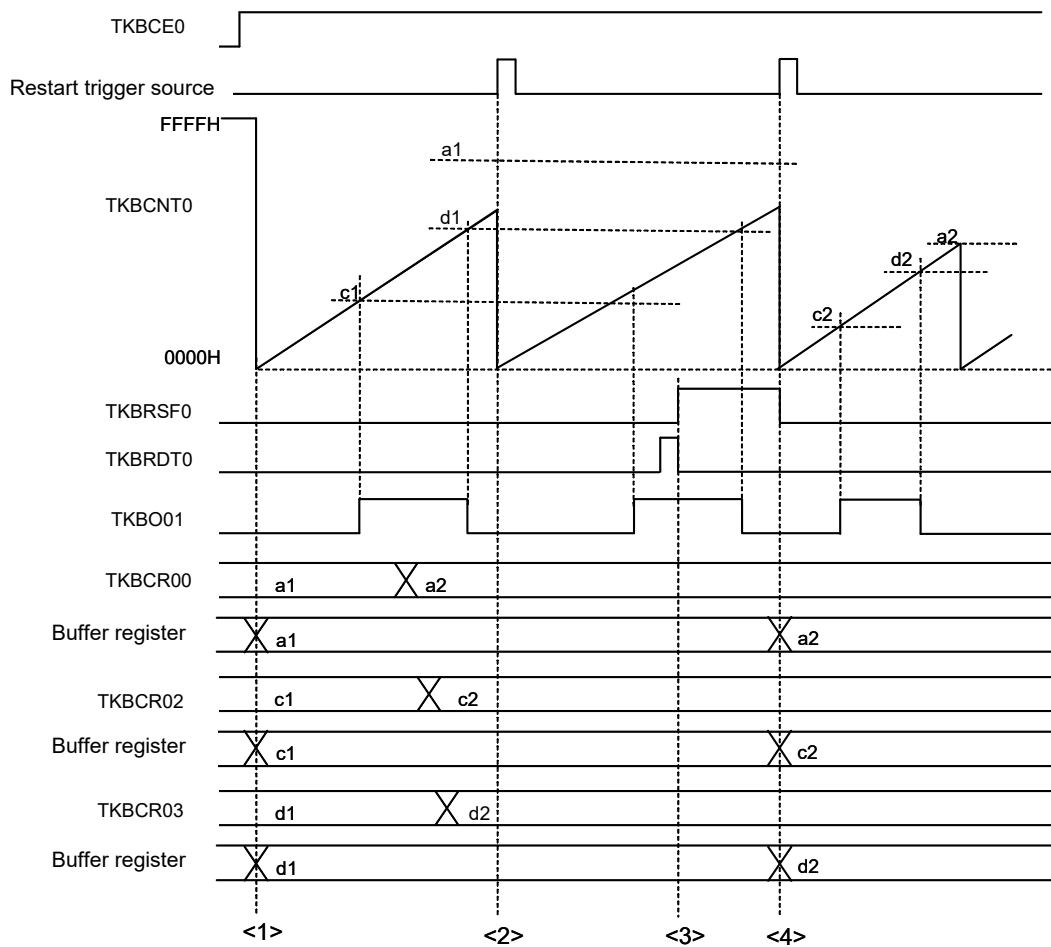 TKBCE0
Restart trigger source
FFFFH
a1
TKBCNT0
d1
a2
d2
c1
c2
0000H
TKBRSF0
TKBRDT0
TKBO01
TKBCR00
a1
a2
Buffer register
a1
a2
TKBCR02
c1
c2
Buffer register
c1
c2
TKBCR03
d1
d2
Buffer register
d1
d2
<1>
<2>
<3>
<4>